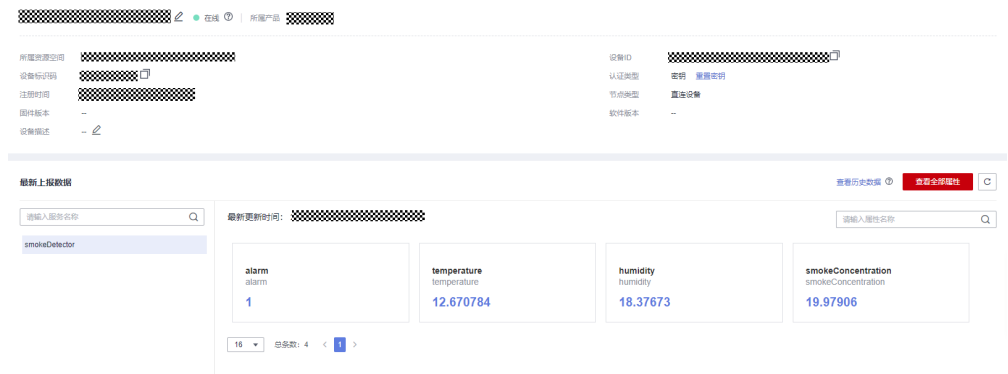 在线 所属产品
所属资源空间
设备ID
设备标识码
认证类型 密钥 重置密钥
注册时间
节点类型 直连设备
固件版本 --
软件版本 --
设备描述 --
最新上报数据
查看历史数据 查看全部属性
请输入服务名称
smokeDetector
最新更新时间:
请输入属性名称
alarm
alarm
1
temperature
temperature
12.670784
humidity
humidity
18.37673
smokeConcentration
smokeConcentration
19.97906
16 总条数: 4 < 1 >